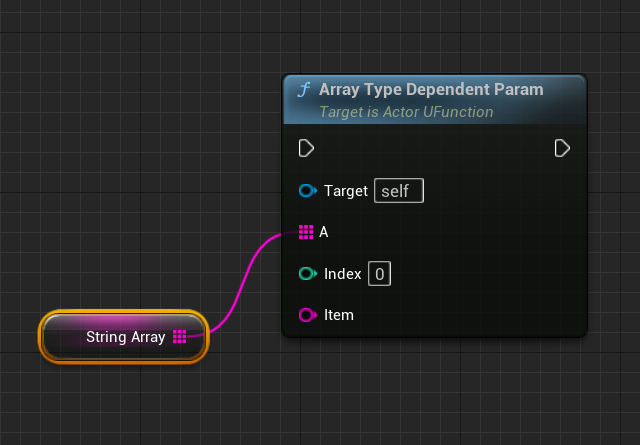 f Array Type Dependent Param
Target is Actor UFunction
Target self
A
Index 0
Item
String Array